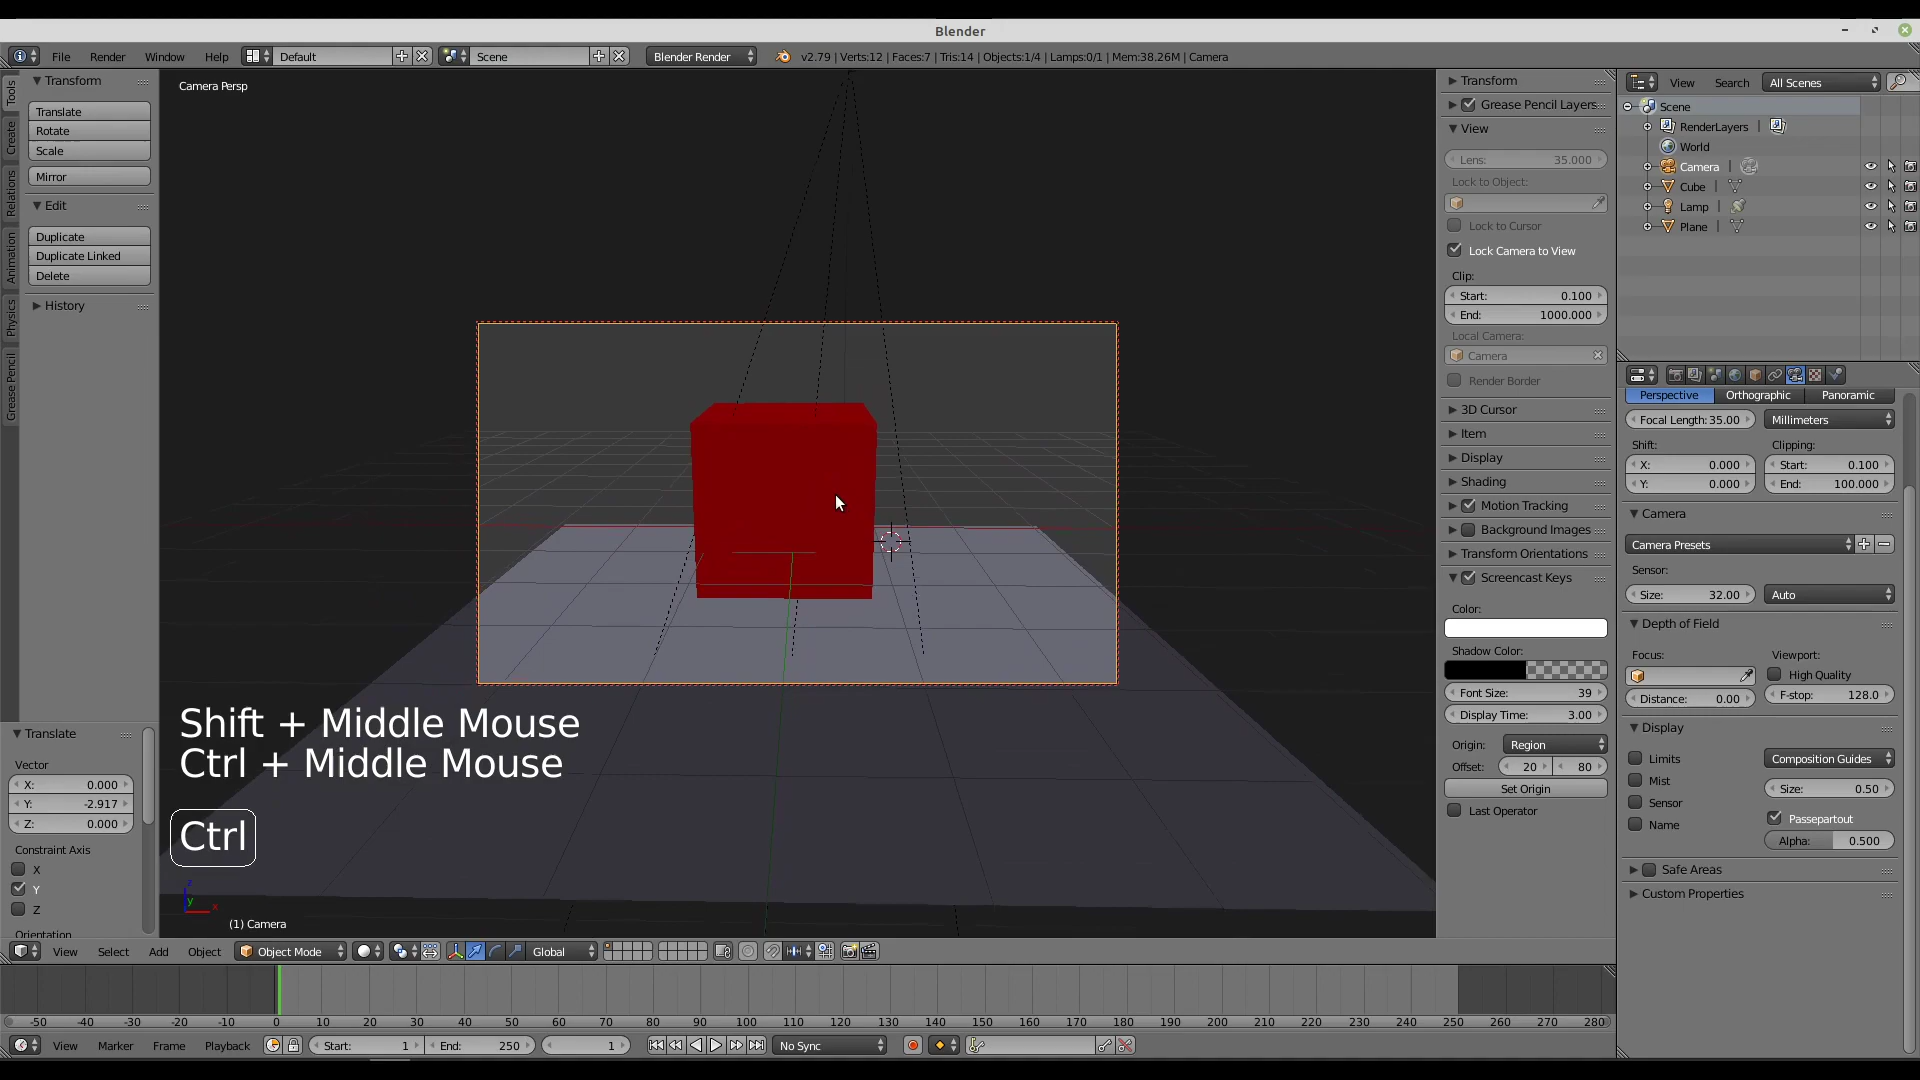 Blender
File Render Window Help Default Scene Blender Render v2.79 | Verts:12 | Faces:7 | Tris:14 | Objects:1/4 | Lamps:0/1 | Mem:38.26M | Camera
Tools
Create
Relations
Animation
Physics
Grease Pencil
Transform
Translate
Rotate
Scale
Mirror
Edit
Duplicate
Duplicate Linked
Delete
History
Translate
Vector
X: 0.000
Y: -2.917
Z: 0.000
Constraint Axis
X
Y
Z
Orientation
Camera Persp
Shift + Middle Mouse
Ctrl + Middle Mouse
Ctrl
z
y
x
(1) Camera
Transform
Grease Pencil Layers
View
Lens: 35.000
Lock to Object:
Lock to Cursor
Lock Camera to View
Clip:
Start: 0.100
End: 1000.000
Local Camera:
Camera
Render Border
3D Cursor
Item
Display
Shading
Motion Tracking
Background Images
Transform Orientations
Screencast Keys
Color:
Shadow Color:
Font Size: 39
Display Time: 3.00
Origin: Region
Offset: 20 80
Set Origin
Last Operator
View Search All Scenes
Scene
RenderLayers
World
Camera
Cube
Lamp
Plane
Perspective Orthographic Panoramic
Focal Length: 35.00 Millimeters
Shift: Clipping:
X: 0.000 Start: 0.100
Y: 0.000 End: 100.000
Camera
Camera Presets
Sensor:
Size: 32.00 Auto
Depth of Field
Focus: Viewport:
High Quality
Distance: 0.00 F-stop: 128.0
Display
Limits Composition Guides
Mist Size: 0.50
Sensor Passepartout
Name Alpha: 0.500
Safe Areas
Custom Properties
View Select Add Object Object Mode Global
-50 -40 -30 -20 -10 0 10 20 30 40 50 60 70 80 90 100 110 120 130 140 150 160 170 180 190 200 210 220 230 240 250 260 270 280
View Marker Frame Playback Start: 1 End: 250 1 No Sync